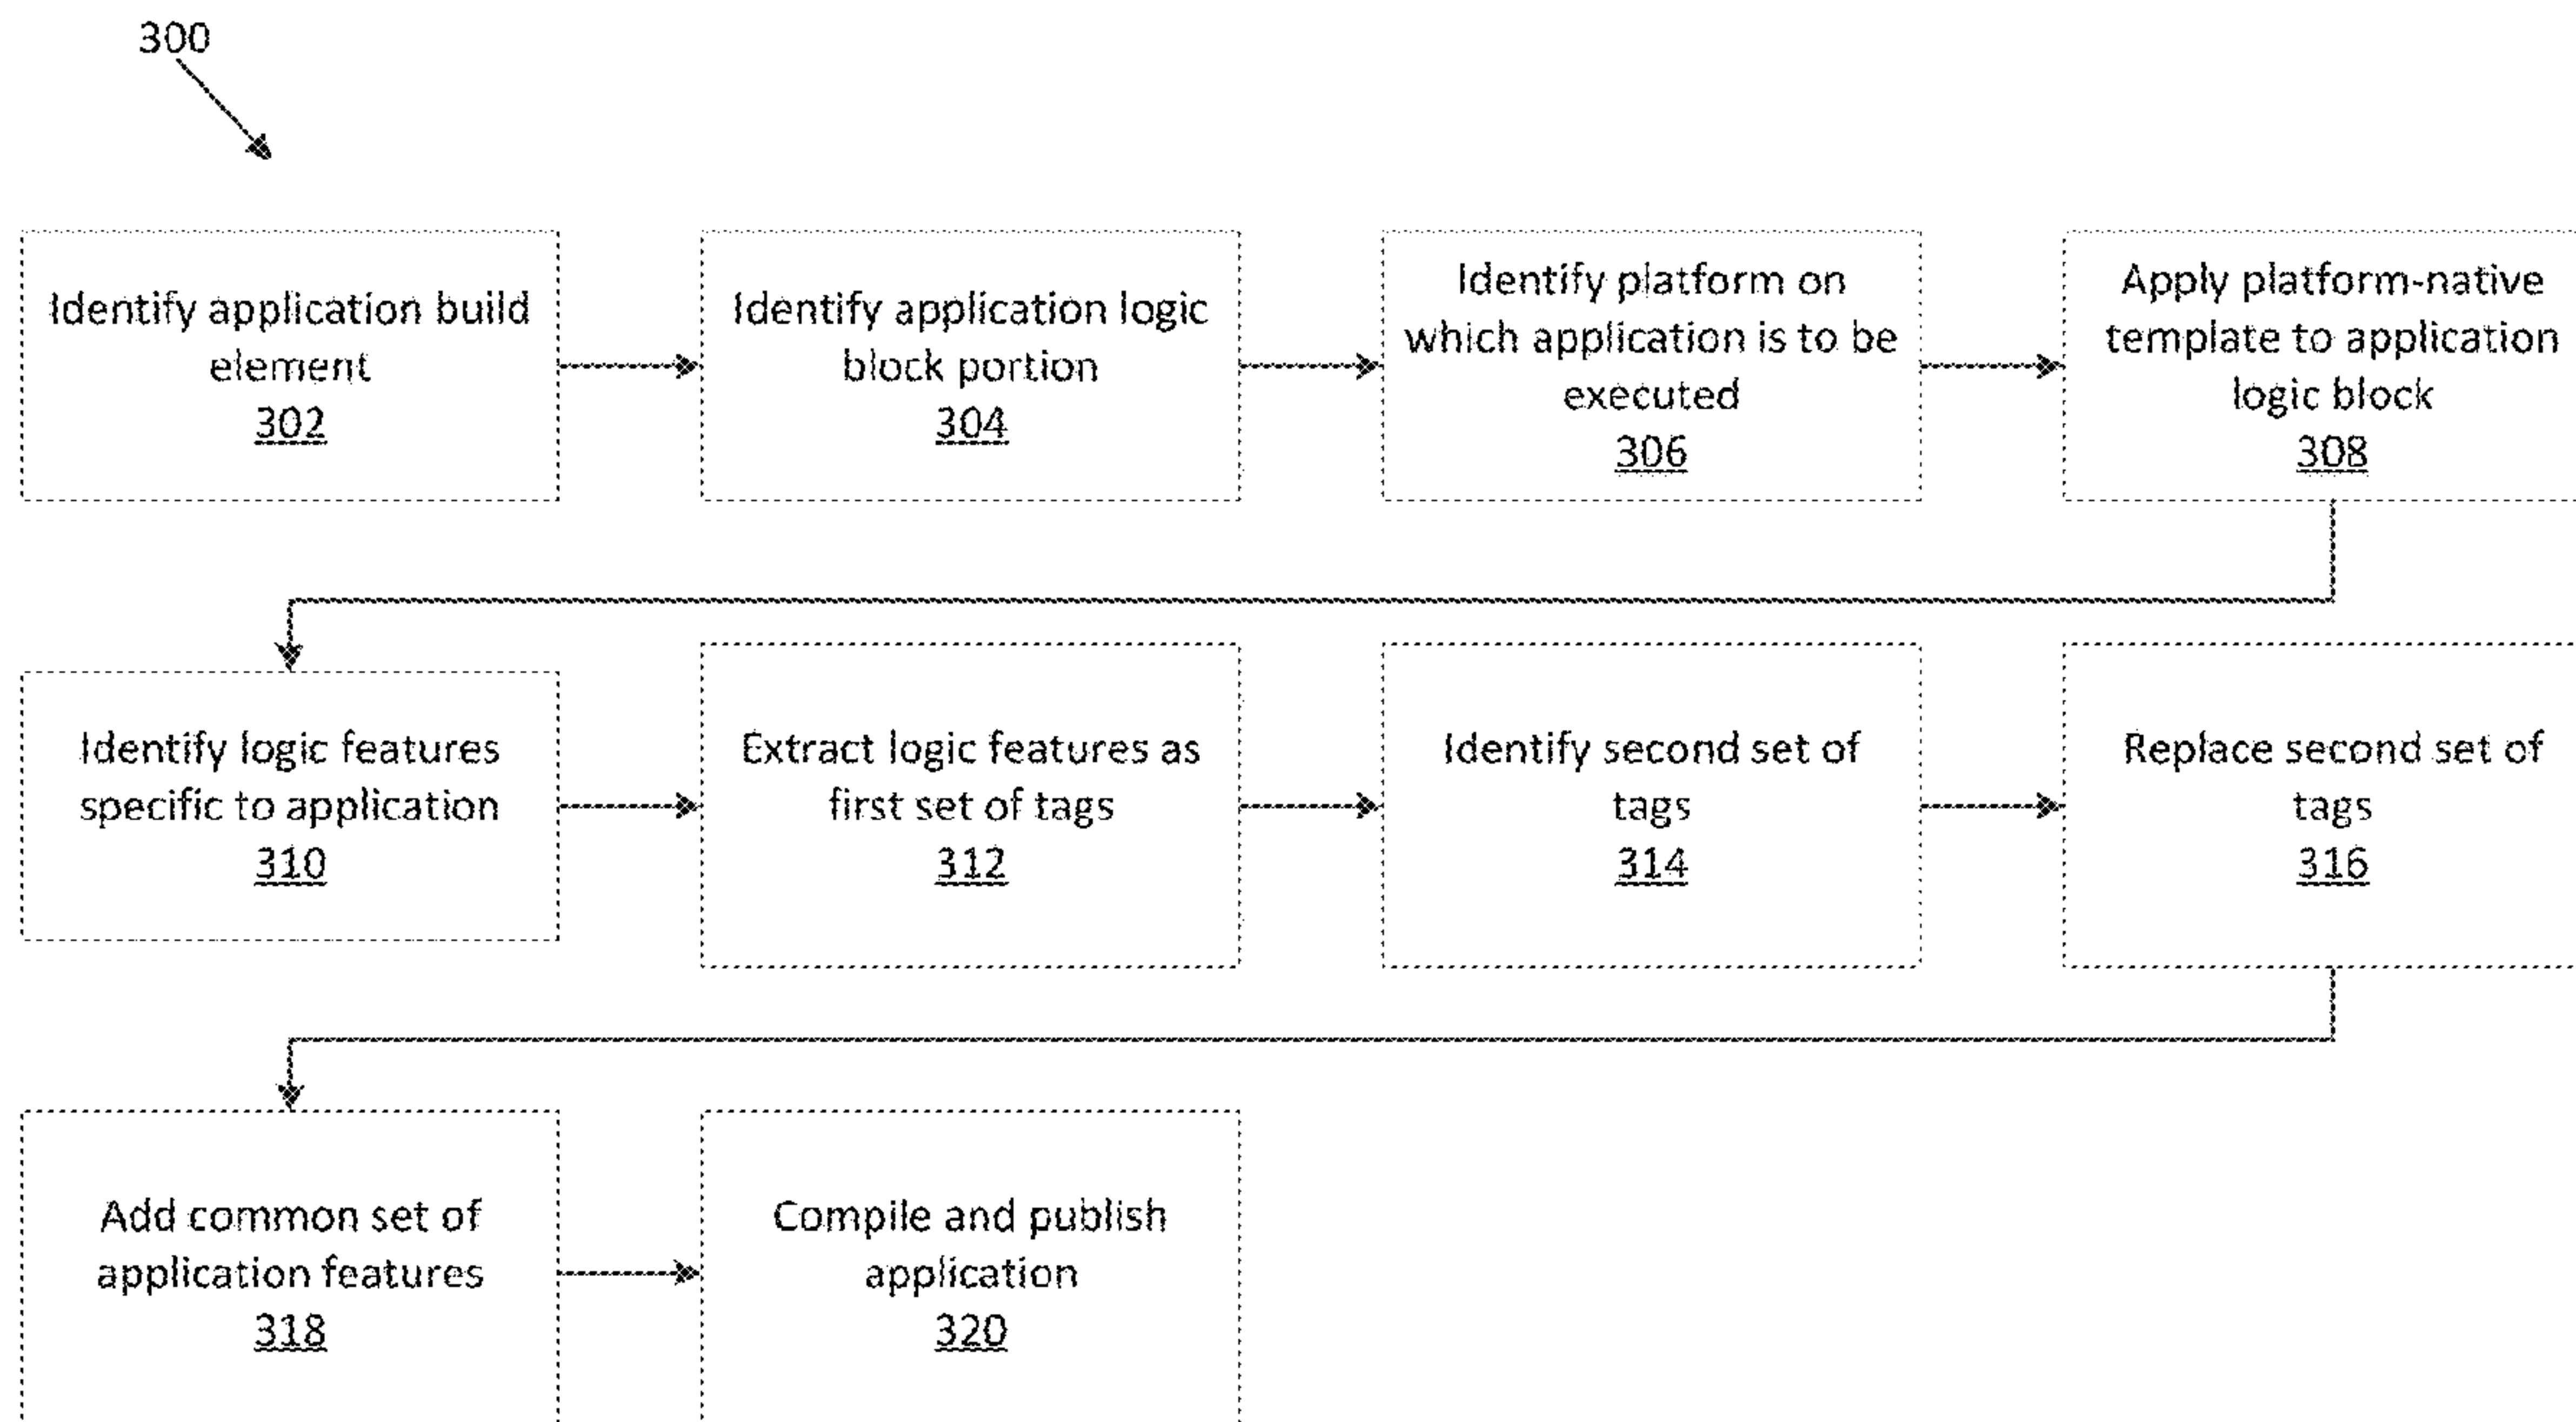 300
Identify application build
element
302
Identify application logic
block portion
304
Identify platform on
which application is to be
executed
306
Apply platform-native
template to application
logic block
308
Identify logic features
specific to application
310
Extract logic features as
first set of tags
312
Identify second set of
tags
314
Replace second set of
tags
316
Add common set of
application features
318
Compile and publish
application
320